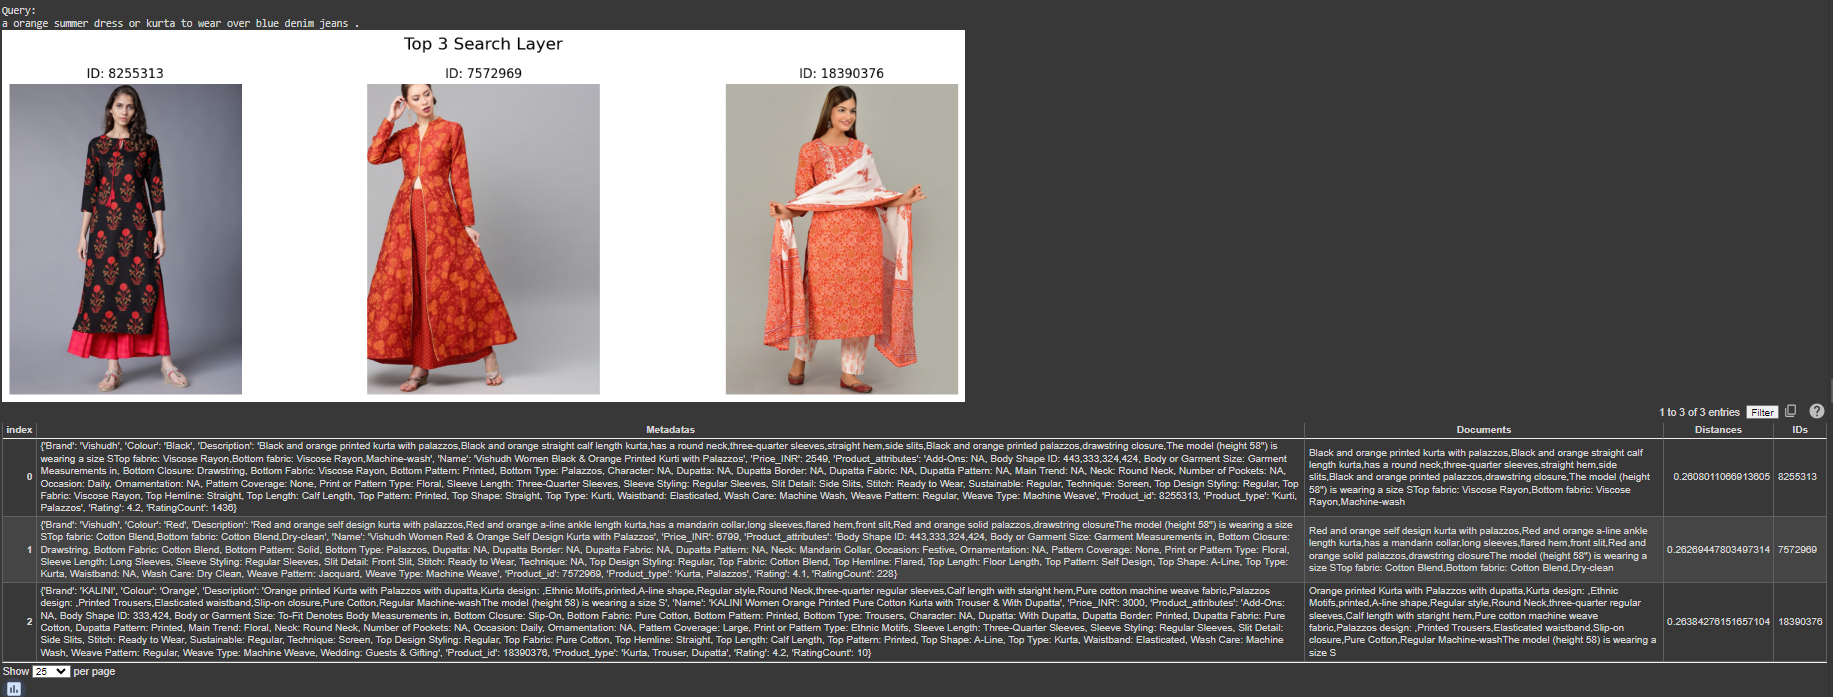 Query:
a orange summer dress or kurta to wear over blue denim jeans .
Top 3 Search Layer
ID: 8255313
ID: 7572969
ID: 18390376
1 to 3 of 3 entries Filter
index Metadatas Documents Distances IDs
{'Brand': 'Vishudh', 'Colour': 'Black', 'Description': 'Black and orange printed kurta with palazzos,Black and orange straight calf length kurta,has a round neck,three-quarter sleeves,straight hem,side slits,Black and orange printed palazzos,drawstring closure,The model (height 58") is
wearing a size STop fabric: Viscose Rayon,Bottom fabric: Viscose Rayon,Machine-wash', 'Name': 'Vishudh Women Black & Orange Printed Kurti with Palazzos', 'Price_INR': 2549, 'Product_attributes': 'Add-Ons: NA, Body Shape ID: 443,333,324,424, Body or Garment Size: Garment
Measurements in, Bottom Closure: Drawstring, Bottom Fabric: Viscose Rayon, Bottom Pattern: Printed, Bottom Type: Palazzos, Character: NA, Dupatta: NA, Dupatta Border: NA, Dupatta Fabric: NA, Dupatta Pattern: NA, Main Trend: NA, Neck: Round Neck, Number of Pockets: NA,
0
Occasion: Daily, Ornamentation: NA, Pattern Coverage: None, Print or Pattern Type: Floral, Sleeve Length: Three-Quarter Sleeves, Sleeve Styling: Regular Sleeves, Slit Detail: Side Slits, Stitch: Ready to Wear, Sustainable: Regular, Technique: Screen, Top Design Styling: Regular, Top
Fabric: Viscose Rayon, Top Hemline: Straight, Top Length: Calf Length, Top Pattern: Printed, Top Shape: Straight, Top Type: Kurti, Waistband: Elasticated, Wash Care: Machine Wash, Weave Pattern: Regular, Weave Type: Machine Weave', 'Product_id': 8255313, 'Product_type': 'Kurti,
Palazzos', 'Rating': 4.2, 'RatingCount': 1436}
Black and orange printed kurta with palazzos,Black and orange straight calf
length kurta,has a round neck,three-quarter sleeves,straight hem,side
slits,Black and orange printed palazzos,drawstring closure,The model (height
58") is wearing a size STop fabric: Viscose Rayon,Bottom fabric: Viscose
Rayon,Machine-wash
0.2608011066913605 8255313
{'Brand': 'Vishudh', 'Colour': 'Red', 'Description': 'Red and orange self design kurta with palazzos,Red and orange a-line ankle length kurta,has a mandarin collar,long sleeves,flared hem,front slit,Red and orange solid palazzos,drawstring closureThe model (height 58") is wearing a size
STop fabric: Cotton Blend,Bottom fabric: Cotton Blend,Dry-clean', 'Name': 'Vishudh Women Red & Orange Self Design Kurta with Palazzos', 'Price_INR': 6799, 'Product_attributes': 'Body Shape ID: 443,333,324,424, Body or Garment Size: Garment Measurements in, Bottom Closure:
1
Drawstring, Bottom Fabric: Cotton Blend, Bottom Pattern: Solid, Bottom Type: Palazzos, Dupatta: NA, Dupatta Border: NA, Dupatta Fabric: NA, Dupatta Pattern: NA, Neck: Mandarin Collar, Occasion: Festive, Ornamentation: NA, Pattern Coverage: None, Print or Pattern Type: Floral,
Sleeve Length: Long Sleeves, Sleeve Styling: Regular Sleeves, Slit Detail: Front Slit, Stitch: Ready to Wear, Technique: NA, Top Design Styling: Regular, Top Fabric: Cotton Blend, Top Hemline: Flared, Top Length: Floor Length, Top Pattern: Self Design, Top Shape: A-Line, Top Type:
Kurta, Waistband: NA, Wash Care: Dry Clean, Weave Pattern: Jacquard, Weave Type: Machine Weave', 'Product_id': 7572969, 'Product_type': 'Kurta, Palazzos', 'Rating': 4.1, 'RatingCount': 228}
Red and orange self design kurta with palazzos,Red and orange a-line ankle
length kurta,has a mandarin collar,long sleeves,flared hem,front slit,Red and
orange solid palazzos,drawstring closureThe model (height 58") is wearing a
size STop fabric: Cotton Blend,Bottom fabric: Cotton Blend,Dry-clean
0.26269447803497314 7572969
{'Brand': 'KALINI', 'Colour': 'Orange', 'Description': 'Orange printed Kurta with Palazzos with dupatta,Kurta design: ,Ethnic Motifs,printed,A-line shape,Regular style,Round Neck,three-quarter regular sleeves,Calf length with staright hem,Pure cotton machine weave fabric,Palazzos
design: ,Printed Trousers,Elasticated waistband,Slip-on closure,Pure Cotton,Regular Machine-washThe model (height 58) is wearing a size S', 'Name': 'KALINI Women Orange Printed Pure Cotton Kurta with Trouser & With Dupatta', 'Price_INR': 3000, 'Product_attributes': 'Add-Ons:
NA, Body Shape ID: 333,424, Body or Garment Size: To-Fit Denotes Body Measurements in, Bottom Closure: Slip-On, Bottom Fabric: Pure Cotton, Bottom Pattern: Printed, Bottom Type: Trousers, Character: NA, Dupatta: With Dupatta, Dupatta Border: Printed, Dupatta Fabric: Pure
2
Cotton, Dupatta Pattern: Printed, Main Trend: Floral, Neck: Round Neck, Number of Pockets: NA, Occasion: Daily, Ornamentation: NA, Pattern Coverage: Large, Print or Pattern Type: Ethnic Motifs, Sleeve Length: Three-Quarter Sleeves, Sleeve Styling: Regular Sleeves, Slit Detail:
Side Slits, Stitch: Ready to Wear, Sustainable: Regular, Technique: Screen, Top Design Styling: Regular, Top Fabric: Pure Cotton, Top Hemline: Straight, Top Length: Calf Length, Top Pattern: Printed, Top Shape: A-Line, Top Type: Kurta, Waistband: Elasticated, Wash Care: Machine
Wash, Weave Pattern: Regular, Weave Type: Machine Weave, Wedding: Guests & Gifting', 'Product_id': 18390376, 'Product_type': 'Kurta, Trouser, Dupatta', 'Rating': 4.2, 'RatingCount': 10}
Orange printed Kurta with Palazzos with dupatta,Kurta design: ,Ethnic
Motifs,printed,A-line shape,Regular style,Round Neck,three-quarter regular
sleeves,Calf length with staright hem,Pure cotton machine weave
fabric,Palazzos design: ,Printed Trousers,Elasticated waistband,Slip-on
closure,Pure Cotton,Regular Machine-washThe model (height 58) is wearing a
size S
0.26384276151657104 18390376
Show 25 per page